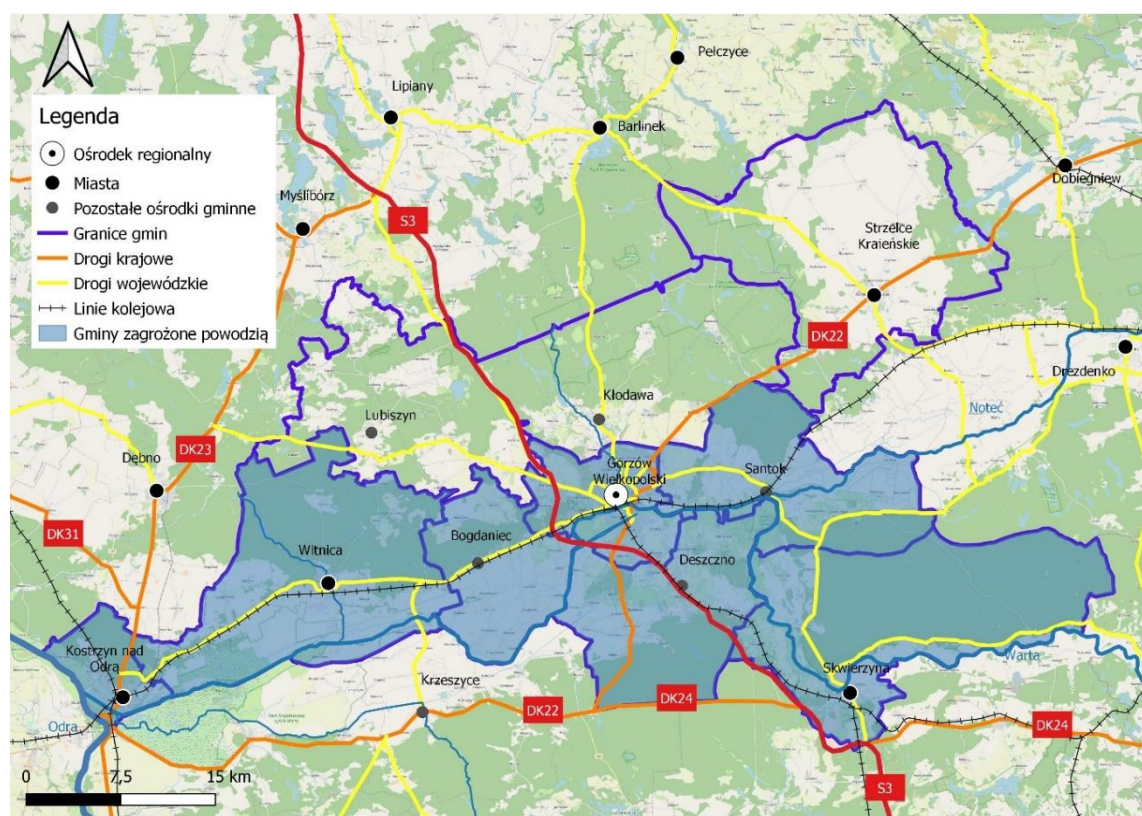 Legenda
Ośrodek regionalny
Miasta
Pozostałe ośrodki gminne
Granice gmin
Drogi krajowe
Drogi wojewódzkie
Linie kolejowa
Gminy zagrożone powodzią
Pełczyce
Lipiany
Barlinek
Myślibórz
S3
Dobiegniew
Strzelce
Kraieńskie
DK22
Drezdenko
Kłodawa
Noteć
Lubiszyn
DK23
Dębno
Gorzów
Wielkopolski
Santok
DK31
Bogdaniec
Witnica
Deszczno
Kostrzyn nad
Odrą
Skwierzyna
Warta
Krzeszyce
DK24
DK22
DK24
Odra
S3
0
7,5
15 km